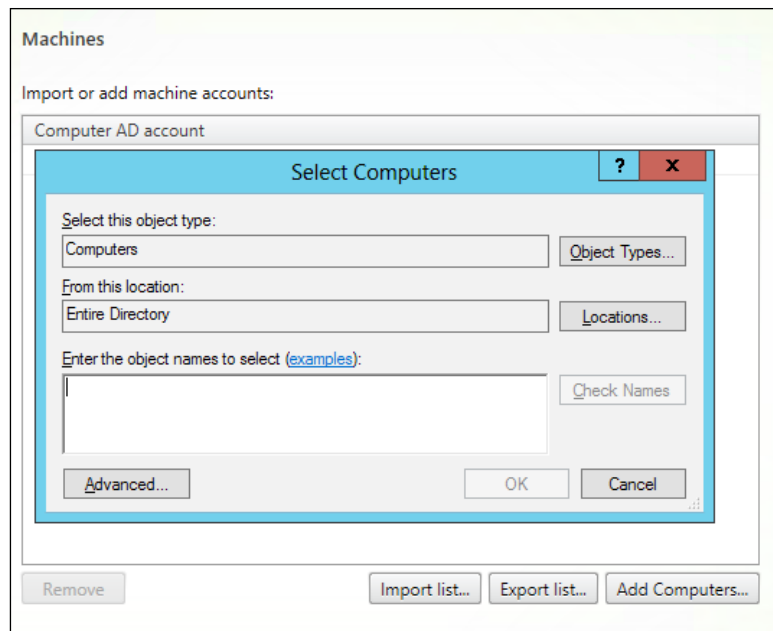 Machines
Import or add machine accounts:
Computer AD account
Select Computers
?
x
Select this object type:
Computers
Object Types...
From this location:
Entire Directory
Locations...
Enter the object names to select (examples):
Check Names
Advanced...
OK
Cancel
Remove
Import list...
Export list...
Add Computers...